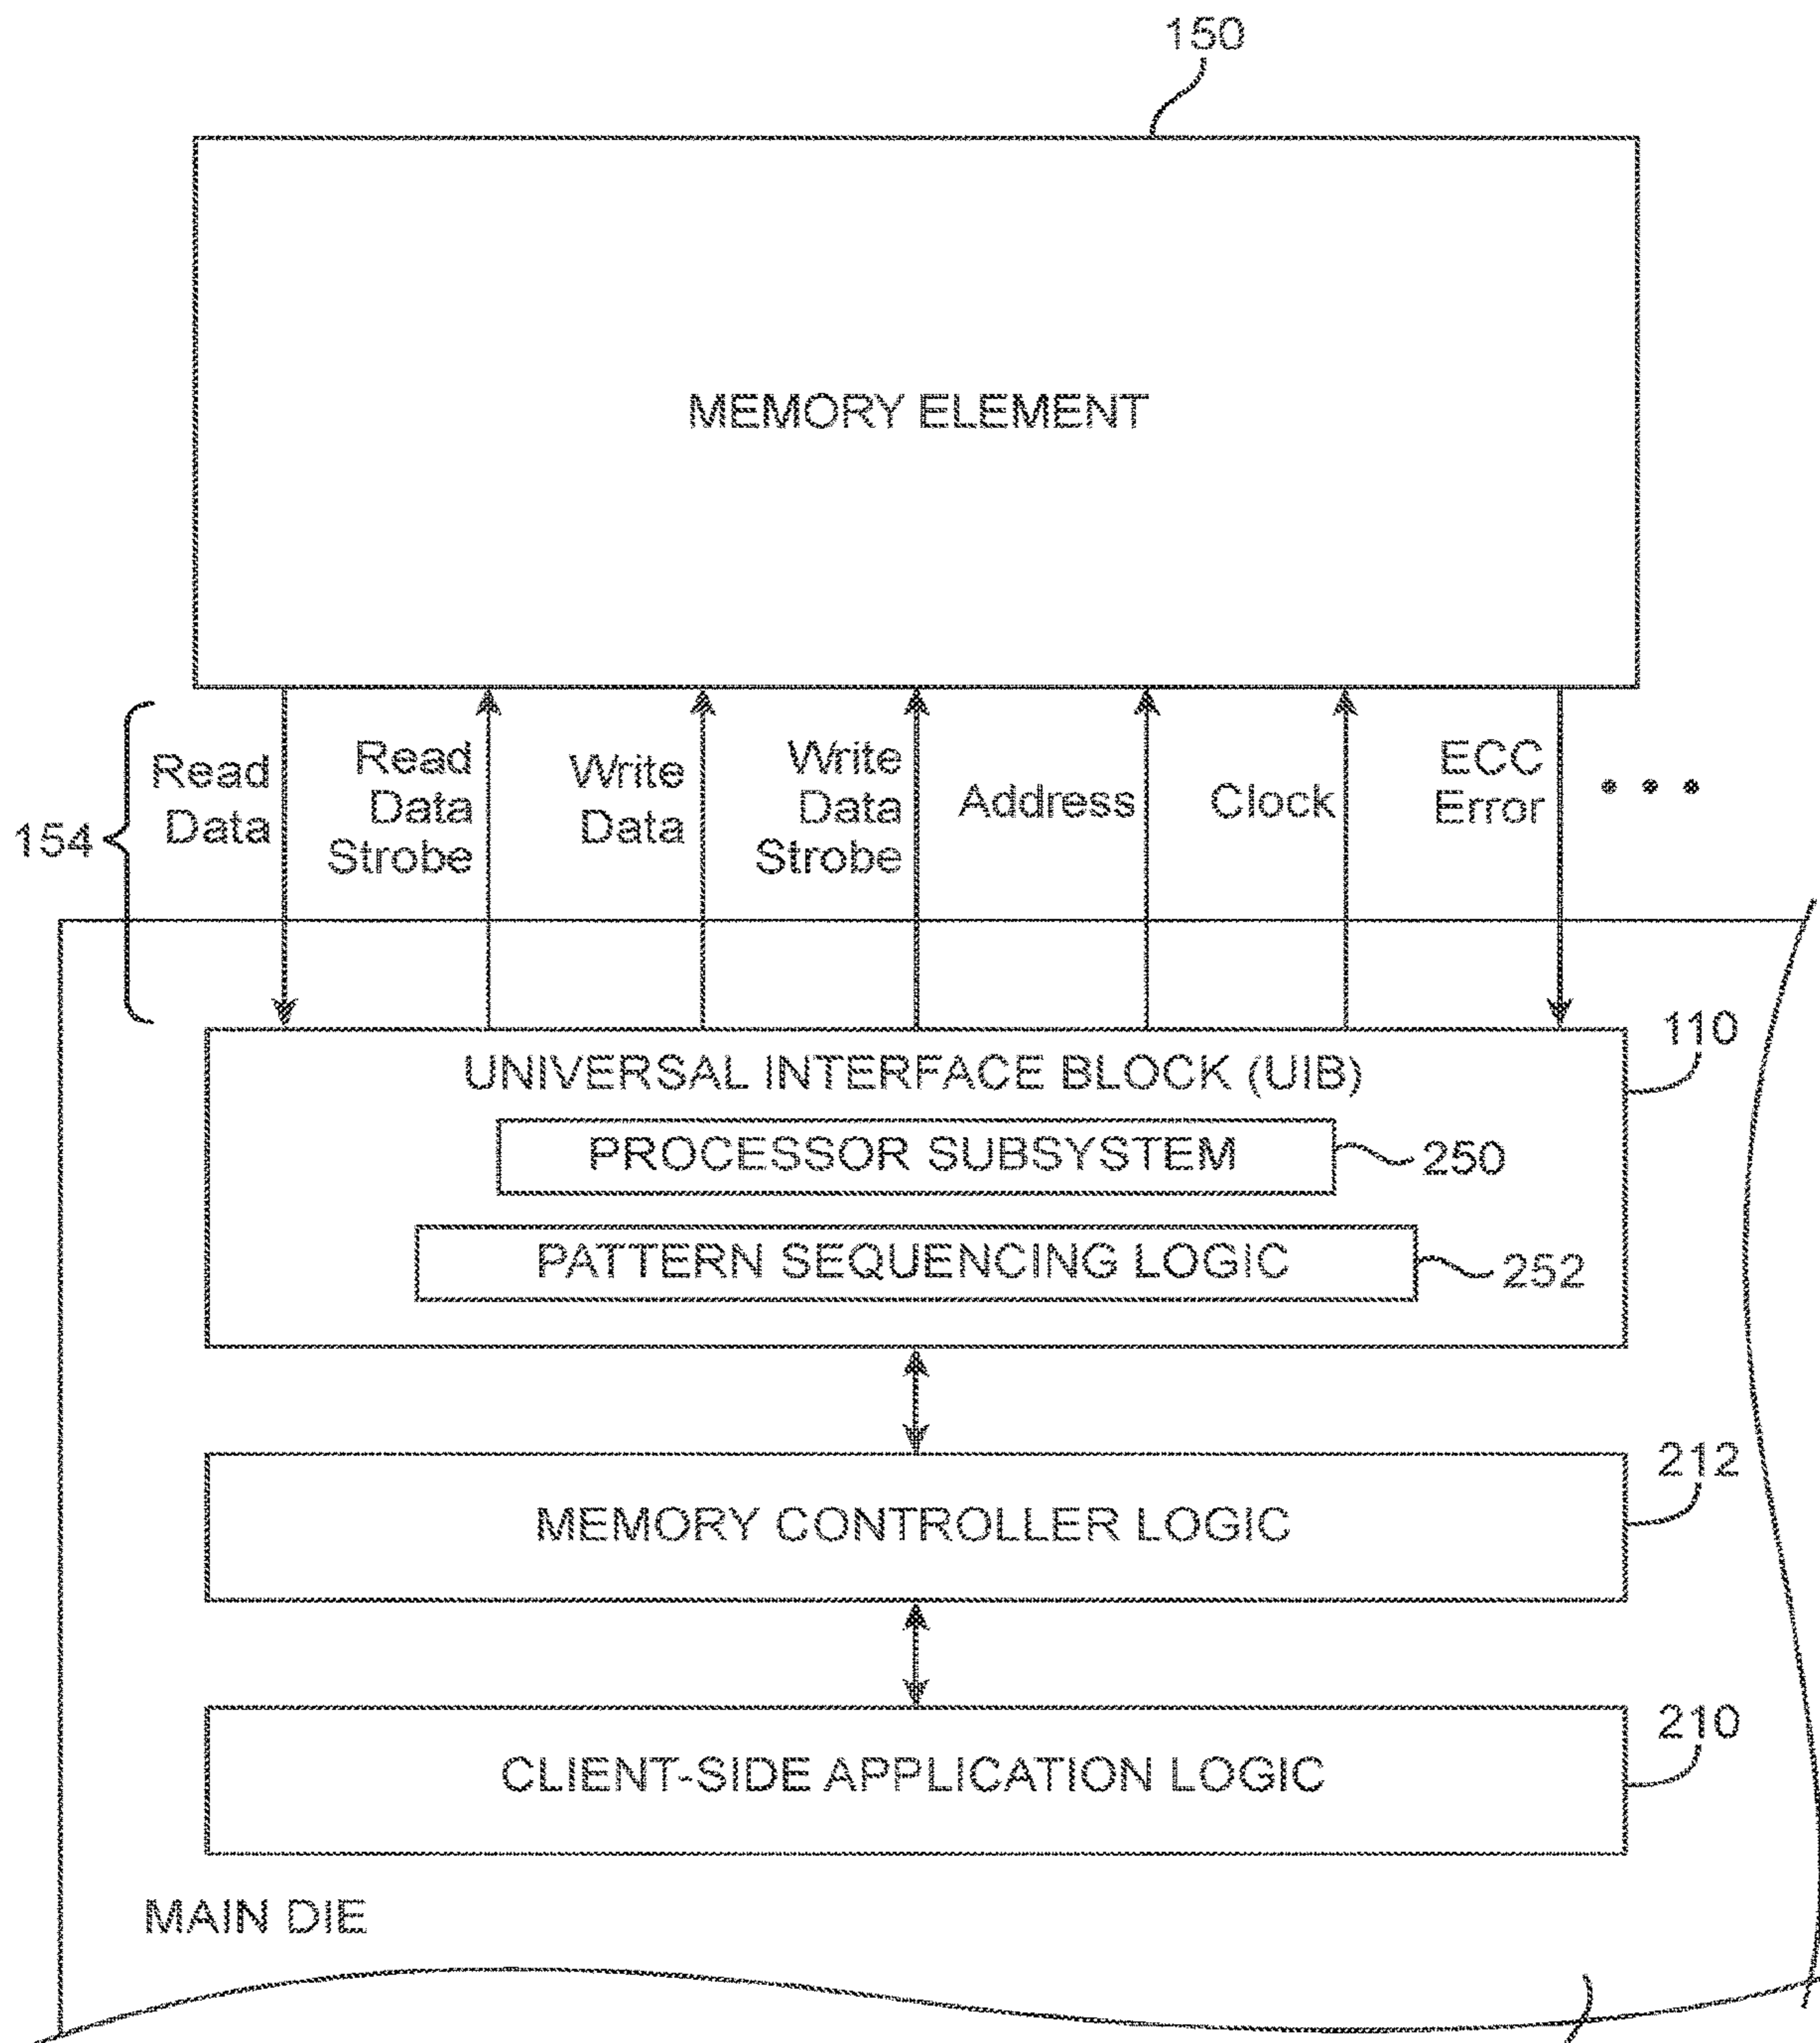 150
MEMORY ELEMENT
154
Read
Data
Read
Data
Strobe
Write
Data
Write
Data
Strobe
Address
Clock
ECC
Error
• • •
110
UNIVERSAL INTERFACE BLOCK (UIB)
PROCESSOR SUBSYSTEM
250
PATTERN SEQUENCING LOGIC
252
212
MEMORY CONTROLLER LOGIC
210
CLIENT-SIDE APPLICATION LOGIC
MAIN DIE